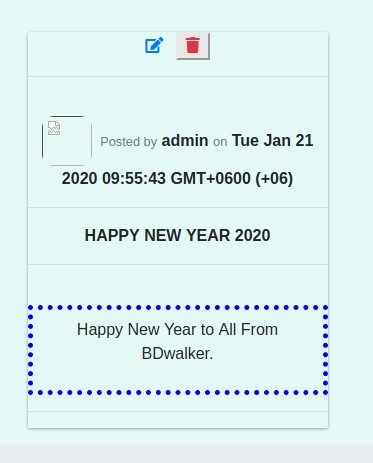 Posted by admin on Tue Jan 21
2020 09:55:43 GMT+0600 (+06)
HAPPY NEW YEAR 2020
Happy New Year to All From
BDwalker.